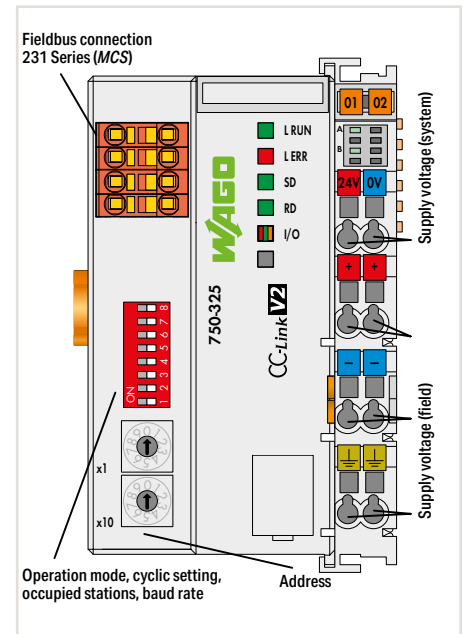 Fieldbus connection
231 Series (MCS)
WAGO
750-325
CC-Link V2
L RUN
L ERR
SD
RD
I/O
01 02
A
B
24V 0V
+ +
− −
Supply voltage (system)
Supply voltage (field)
ON
1 2 3 4 5 6 7 8
x1
x10
Operation mode, cyclic setting,
occupied stations, baud rate
Address